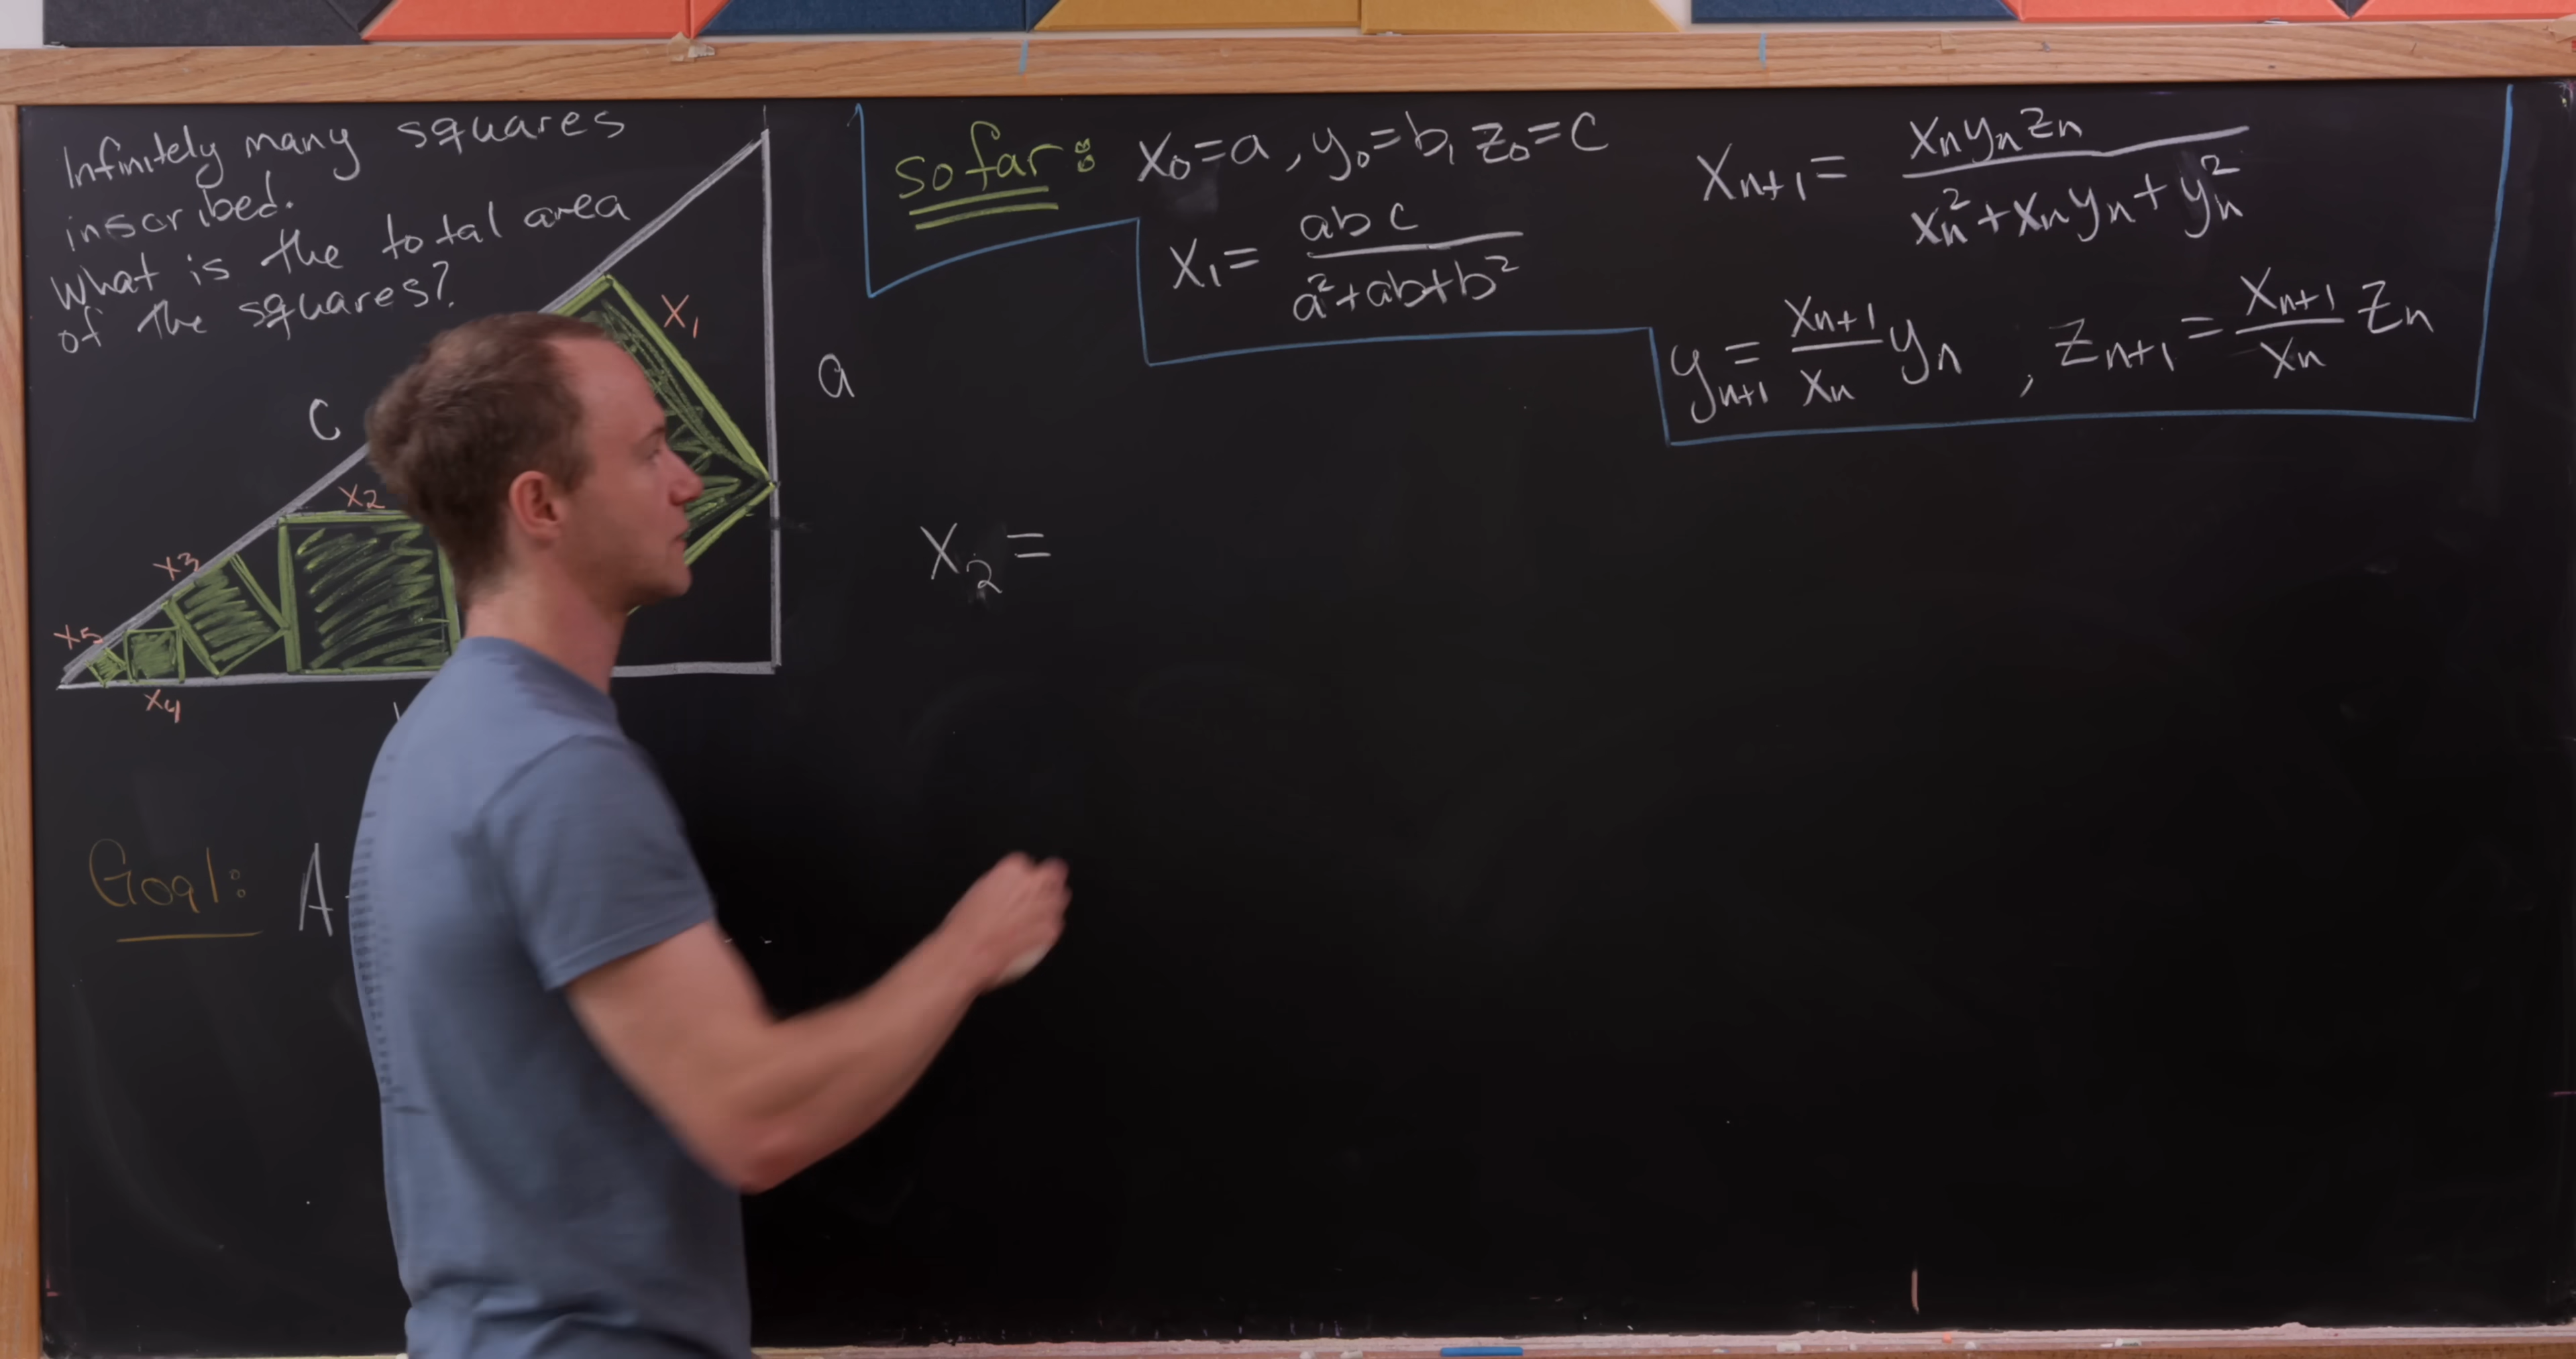 Infinitely many squares
inscribed.
What is the total area
of the squares?
x₁
a
c
x₂
x₃
x₅
x₄
Goal: A
so far: x₀=a, y₀=b, z₀=c
x₁= abc/(a²+ab+b²)
xₙ₊₁= xₙyₙzₙ/(xₙ²+xₙyₙ+yₙ²)
yₙ₊₁= (xₙ₊₁/xₙ) yₙ , zₙ₊₁= (xₙ₊₁/xₙ) zₙ
x₂=